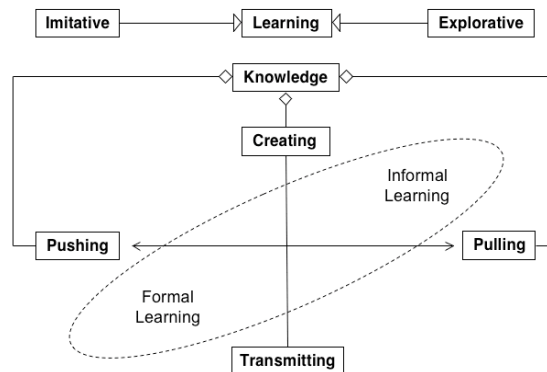 Imitative
Learning
Explorative
Knowledge
Creating
Informal
Learning
Pushing
Pulling
Formal
Learning
Transmitting